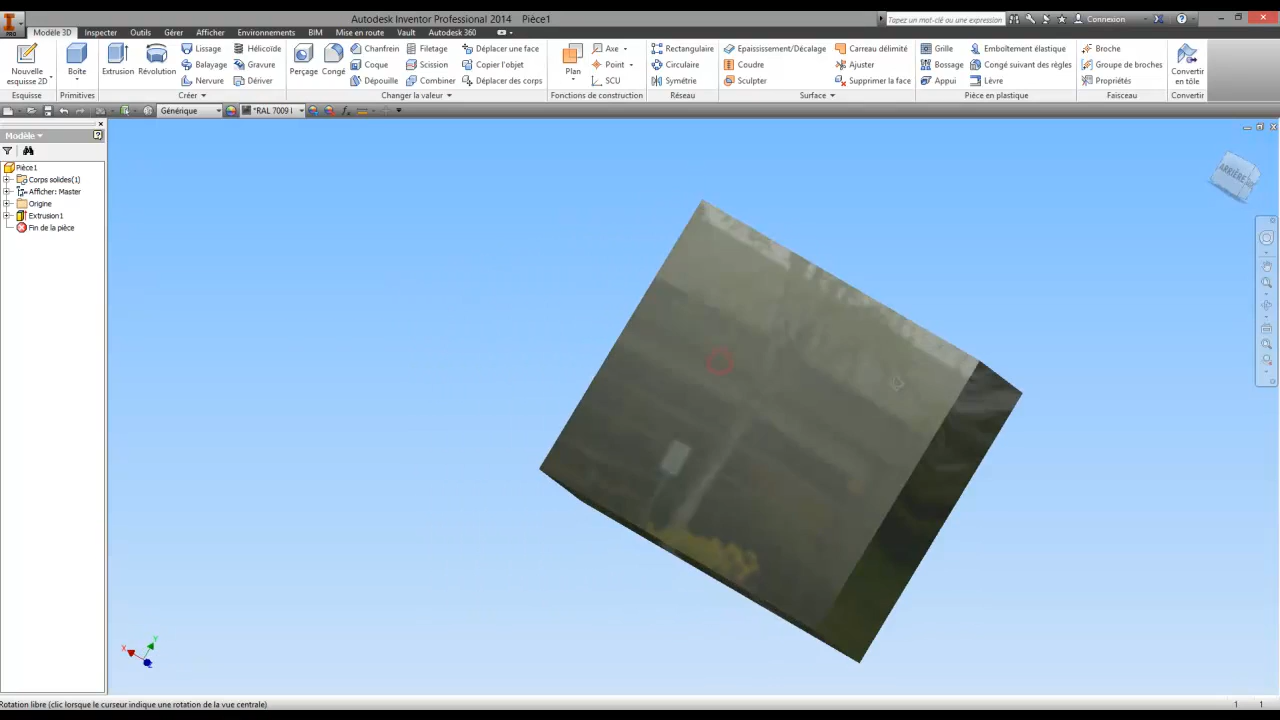 Autodesk Inventor Professional 2014 Pièce1
Tapez un mot-clé ou une expression
Connexion
PRO
Modèle 3D Inspecter Outils Gérer Afficher Environnements BIM Mise en route Vault Autodesk 360
Nouvelle
esquisse 2D
Esquisse
Boîte
Primitives
Extrusion
Révolution
Lissage
Balayage
Nervure
Hélicoïde
Gravure
Dériver
Créer
Perçage
Congé
Chanfrein
Coque
Dépouille
Filetage
Scission
Combiner
Déplacer une face
Copier l'objet
Déplacer des corps
Changer la valeur
Plan
Axe
Point
SCU
Fonctions de construction
Rectangulaire
Circulaire
Symétrie
Réseau
Epaississement/Décalage
Coudre
Sculpter
Carreau délimité
Ajuster
Supprimer la face
Surface
Grille
Bossage
Appui
Emboîtement élastique
Congé suivant des règles
Lèvre
Pièce en plastique
Broche
Groupe de broches
Propriétés
Faisceau
Convertir
en tôle
Convertir
Générique
*RAL 7009 l
Modèle
Pièce1
Corps solides(1)
Afficher: Master
Origine
Extrusion1
Fin de la pièce
ARRIÈRE
X
Y
Rotation libre (clic lorsque le curseur indique une rotation de la vue centrale)
1 1